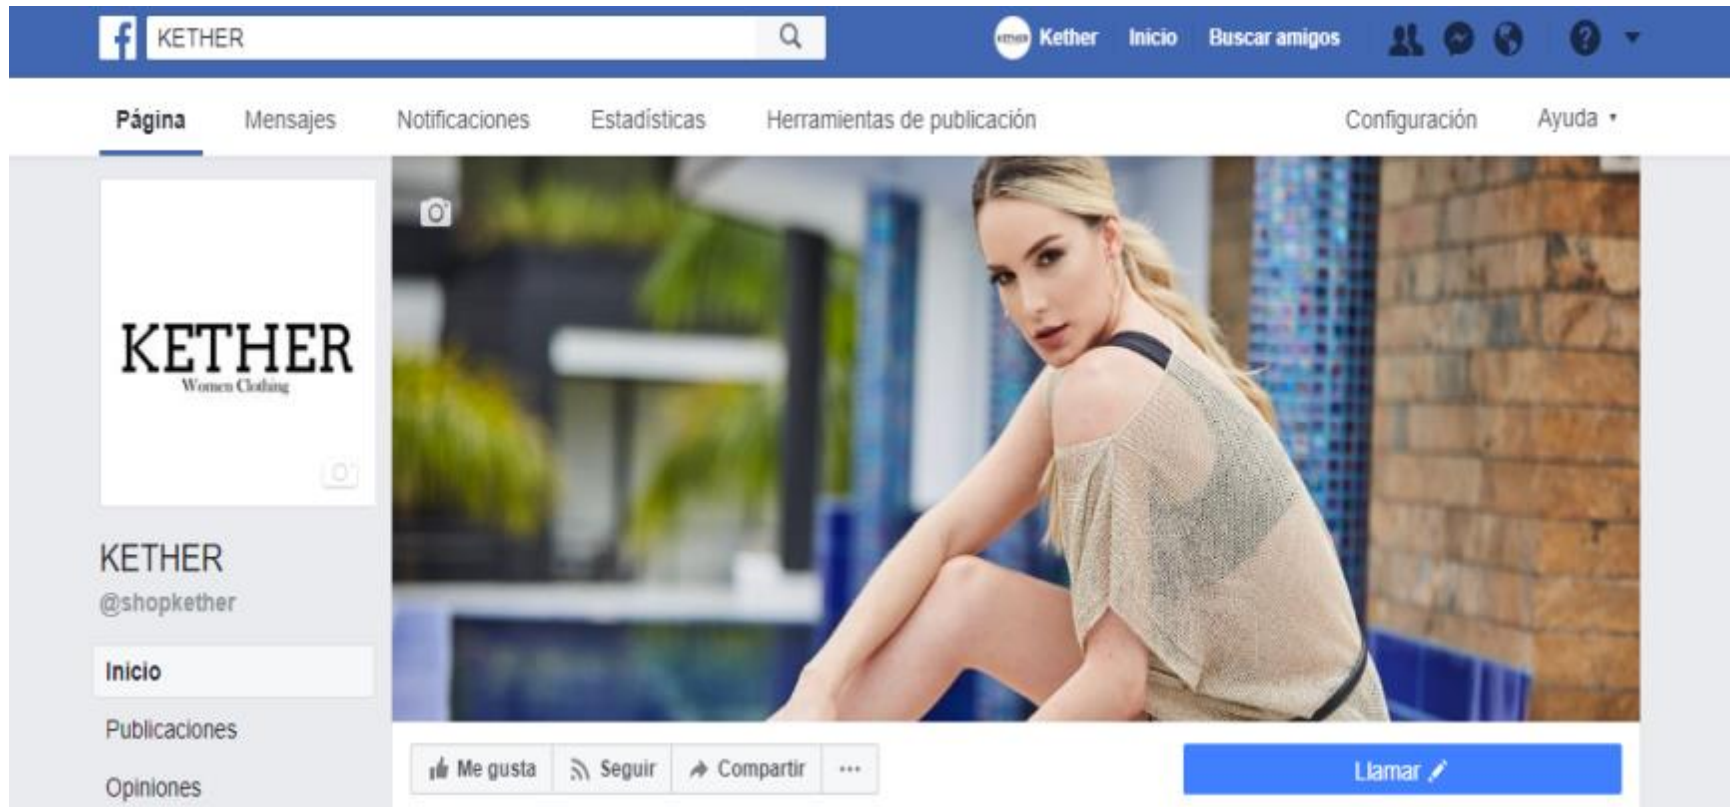 KETHER
Kether Inicio Buscar amigos
Página Mensajes Notificaciones Estadísticas Herramientas de publicación Configuración Ayuda
KETHER
Women Clothing
KETHER
@shopkether
Inicio
Publicaciones
Opiniones
Me gusta Seguir Compartir ...
Llamar